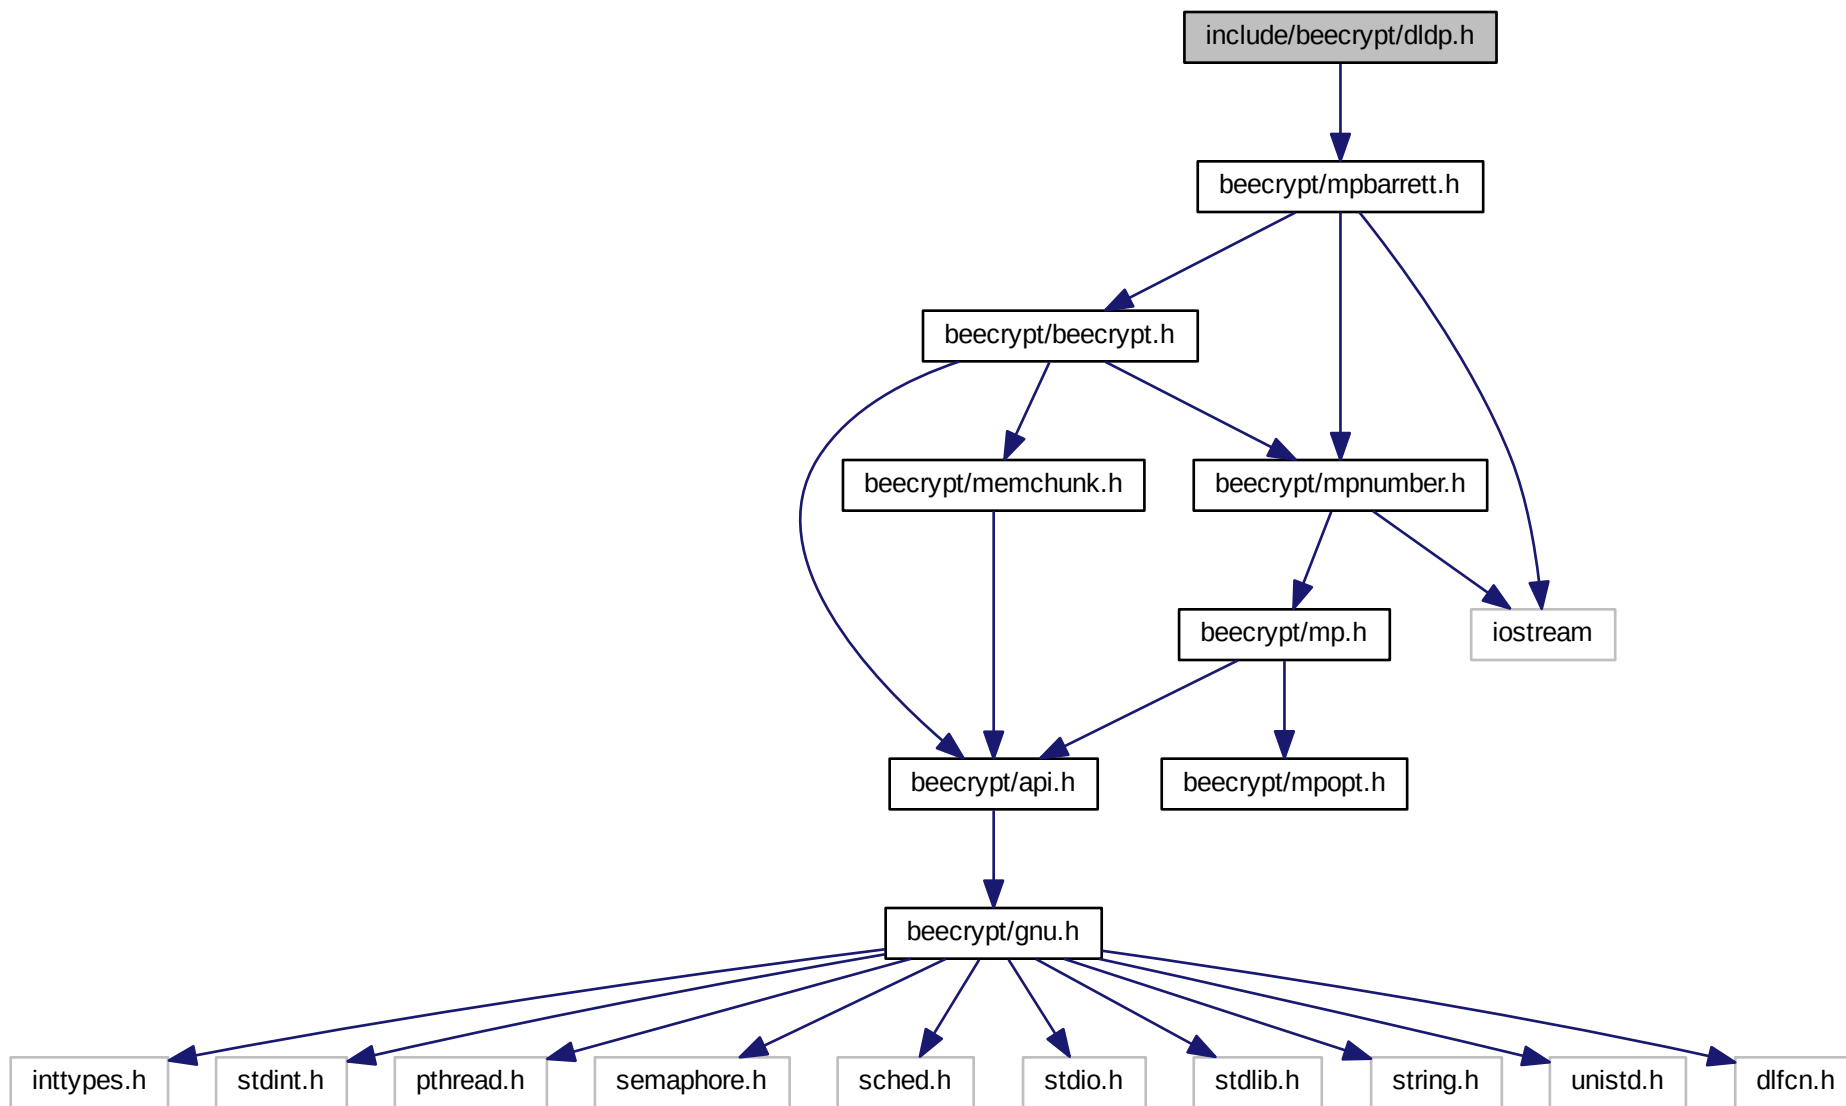 include/beecrypt/dldp.h
beecrypt/mpbarrett.h
beecrypt/beecrypt.h
beecrypt/memchunk.h
beecrypt/mpnumber.h
beecrypt/mp.h
iostream
beecrypt/api.h
beecrypt/mpopt.h
beecrypt/gnu.h
inttypes.h
stdint.h
pthread.h
semaphore.h
sched.h
stdio.h
stdlib.h
string.h
unistd.h
dlfcn.h